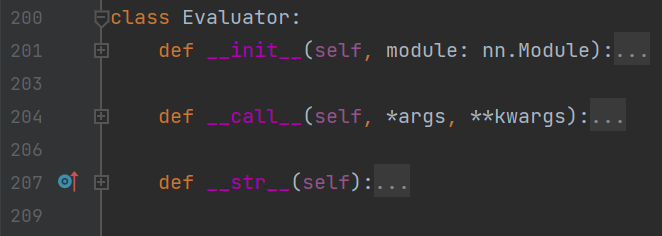 200 class Evaluator:
201     def __init__(self, module: nn.Module):...
203
204     def __call__(self, *args, **kwargs):...
206
207     def __str__(self):...
209